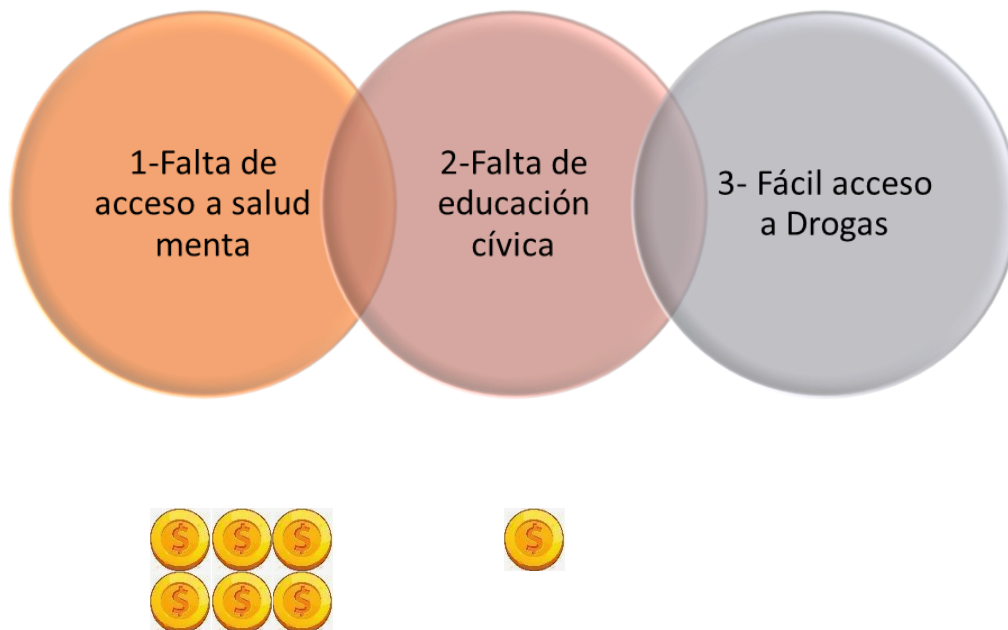 1-Falta de
acceso a salud
menta
2-Falta de
educación
cívica
3- Fácil acceso
a Drogas
$ $ $
$
$ $ $